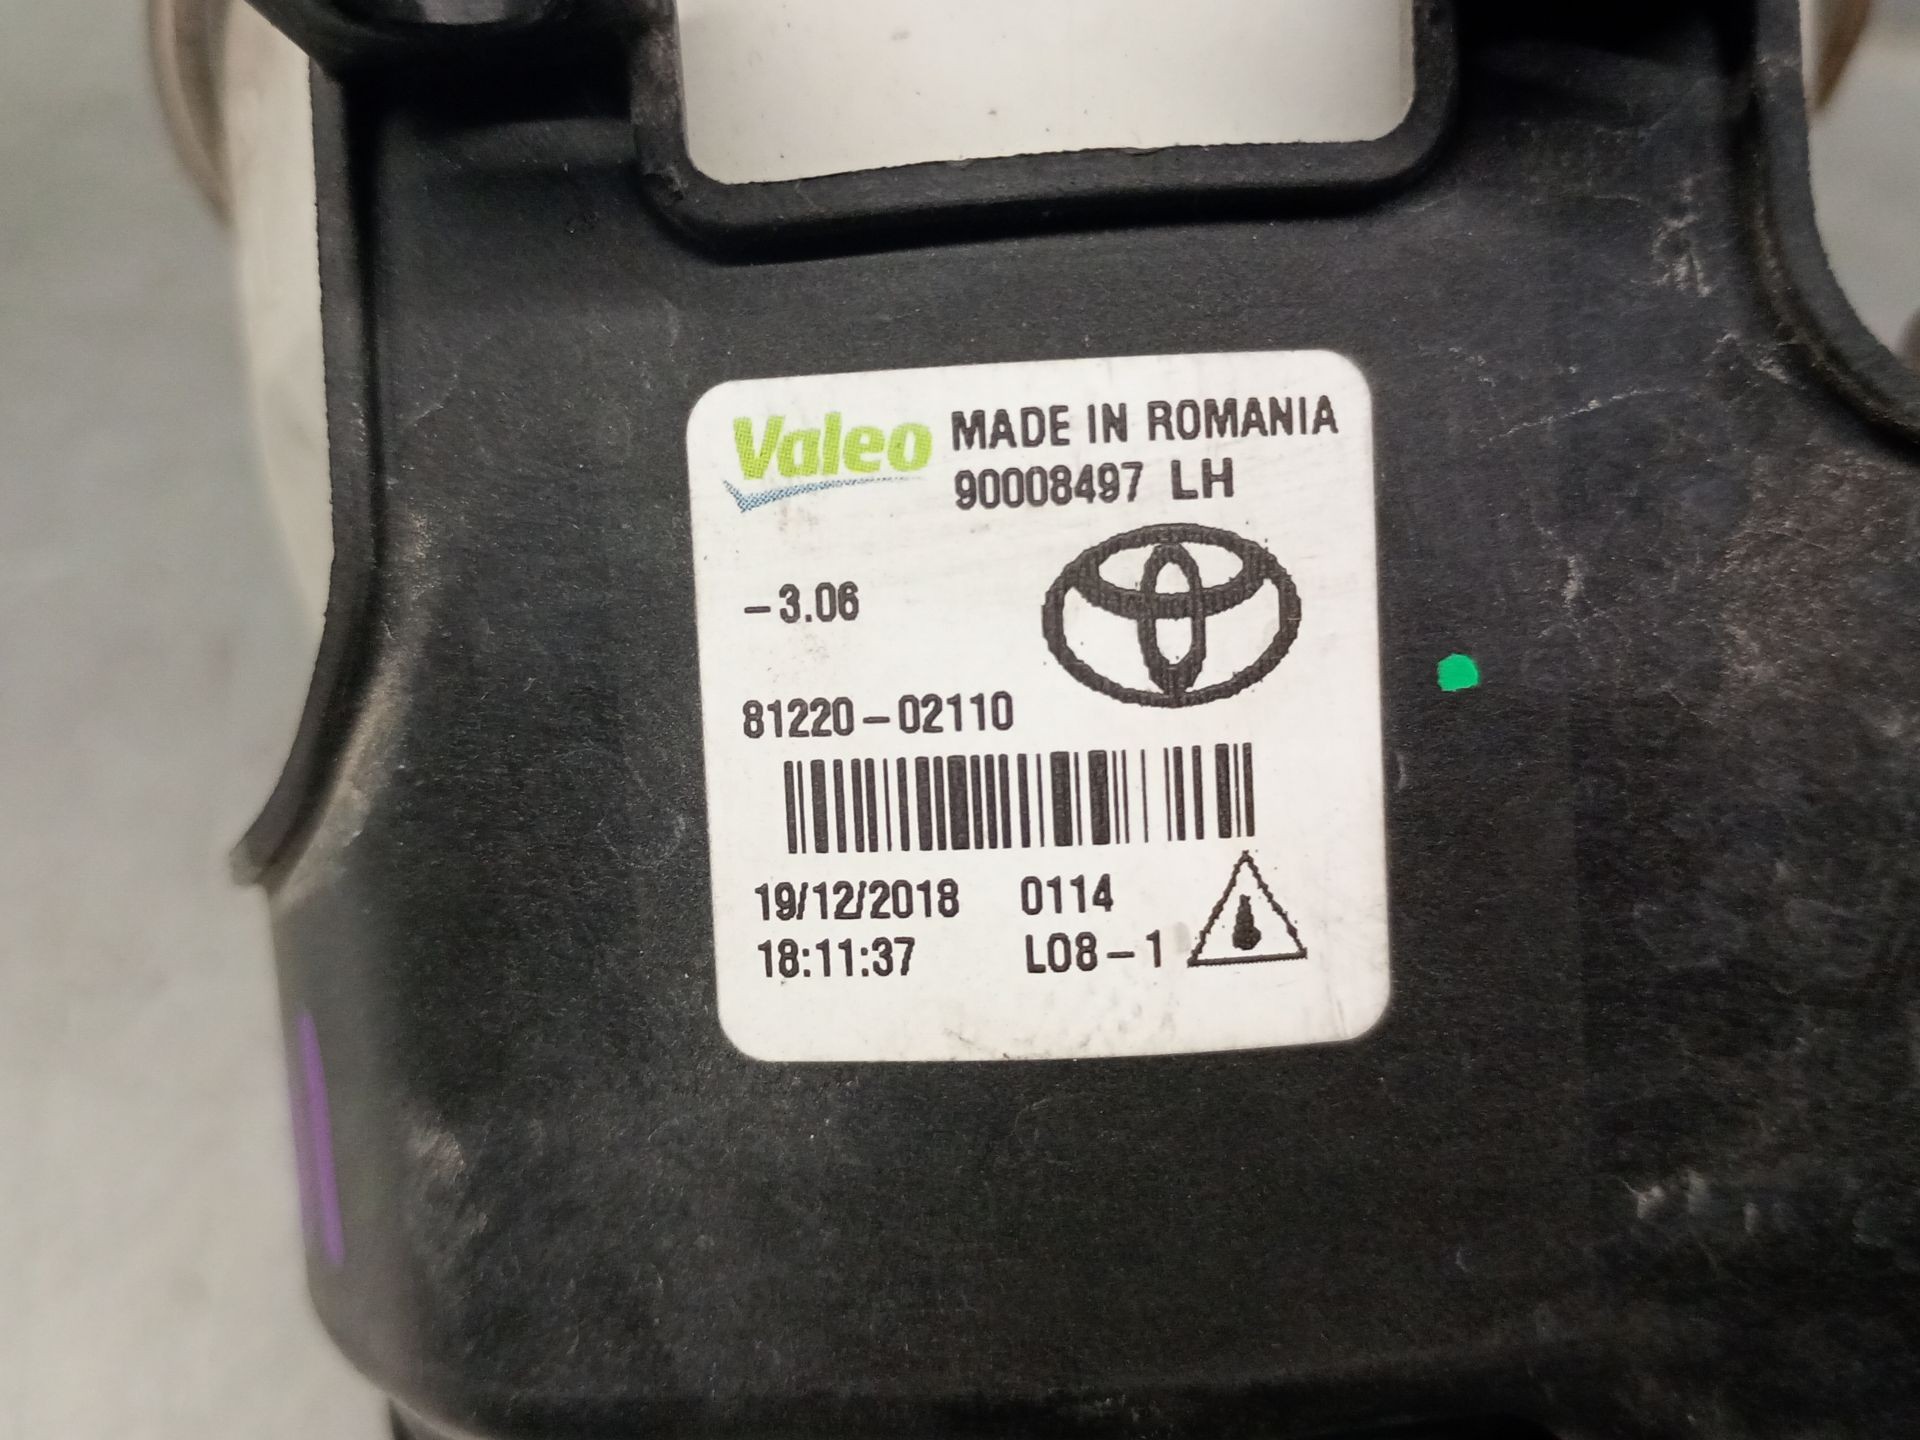 Valeo MADE IN ROMANIA
90008497 LH
-3.06
81220-02110
19/12/2018 0114
18:11:37 L08-1